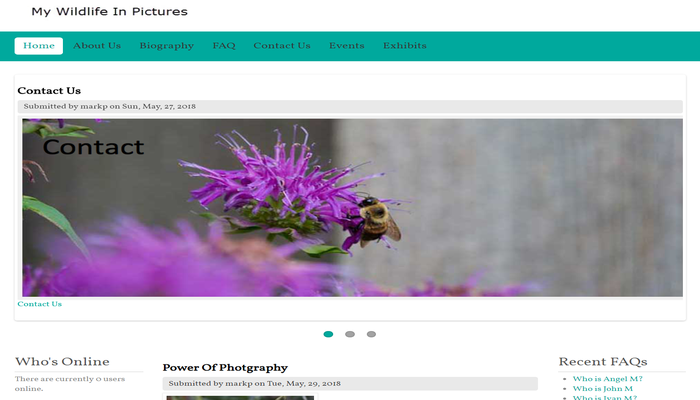 My Wildlife In Pictures
Home About Us Biography FAQ Contact Us Events Exhibits
Contact Us
Submitted by markp on Sun, May, 27, 2018
Contact
Contact Us
Who's Online
There are currently 0 users
online.
Power Of Photgraphy
Submitted by markp on Tue, May, 29, 2018
Recent FAQs
Who is Angel M?
Who is John M
Who is Ivan M?